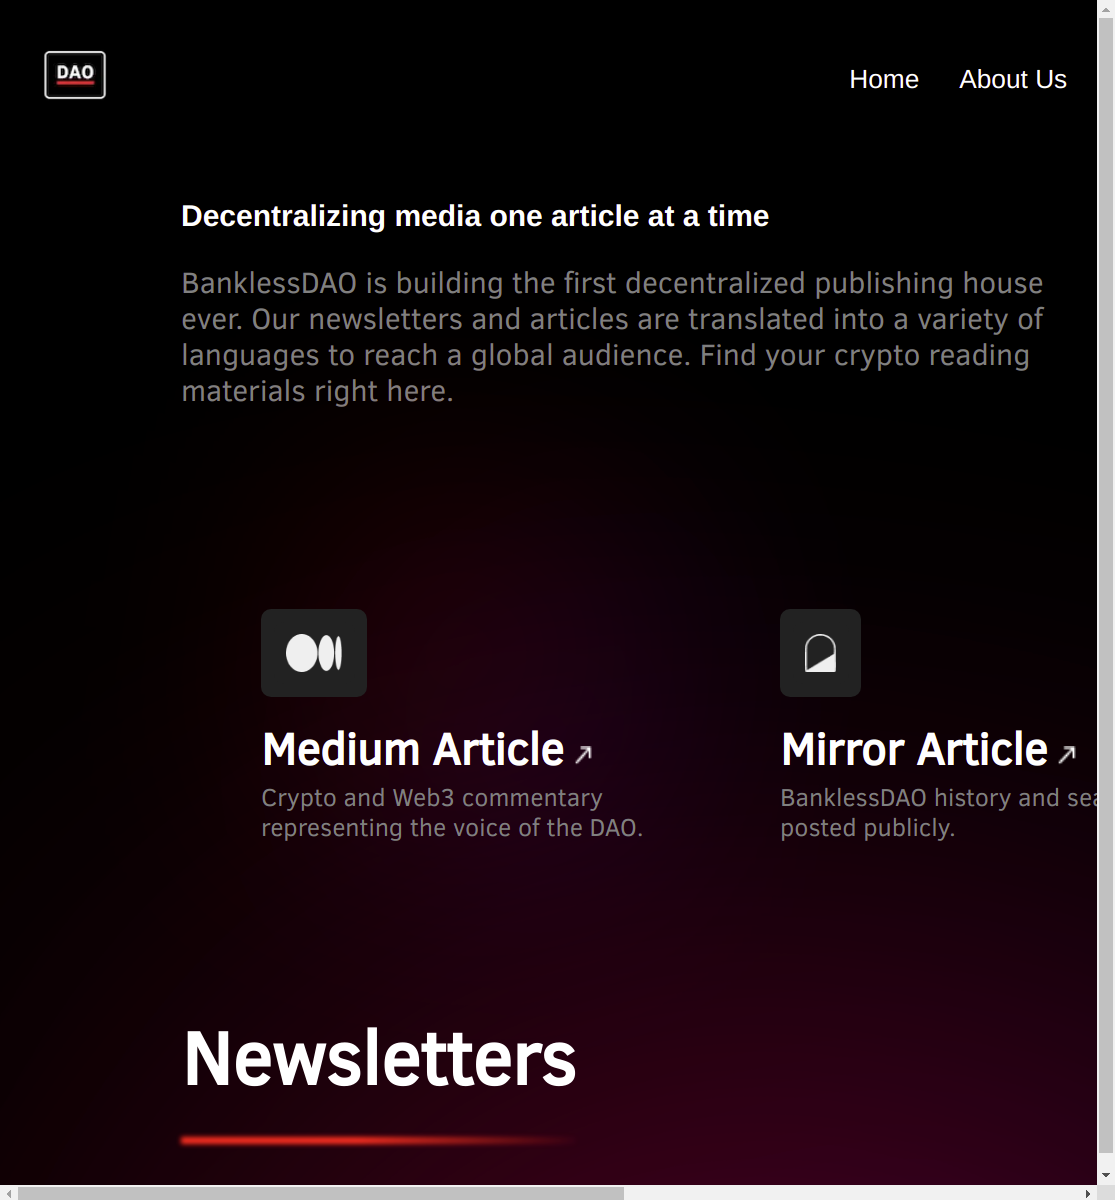 DAO
Home About Us
Decentralizing media one article at a time
BanklessDAO is building the first decentralized publishing house
ever. Our newsletters and articles are translated into a variety of
languages to reach a global audience. Find your crypto reading
materials right here.
Medium Article
Crypto and Web3 commentary
representing the voice of the DAO.
Mirror Article
BanklessDAO history and
posted publicly.
Newsletters